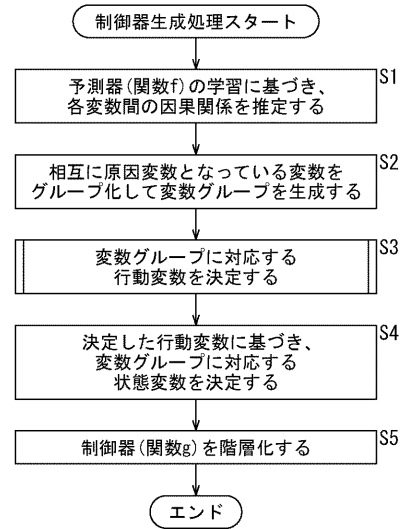 制御器生成処理スタート
S1
予測器(関数f)の学習に基づき、
各変数間の因果関係を推定する
S2
相互に原因変数となっている変数を
グループ化して変数グループを生成する
S3
変数グループに対応する
行動変数を決定する
S4
決定した行動変数に基づき、
変数グループに対応する
状態変数を決定する
S5
制御器(関数g)を階層化する
エンド